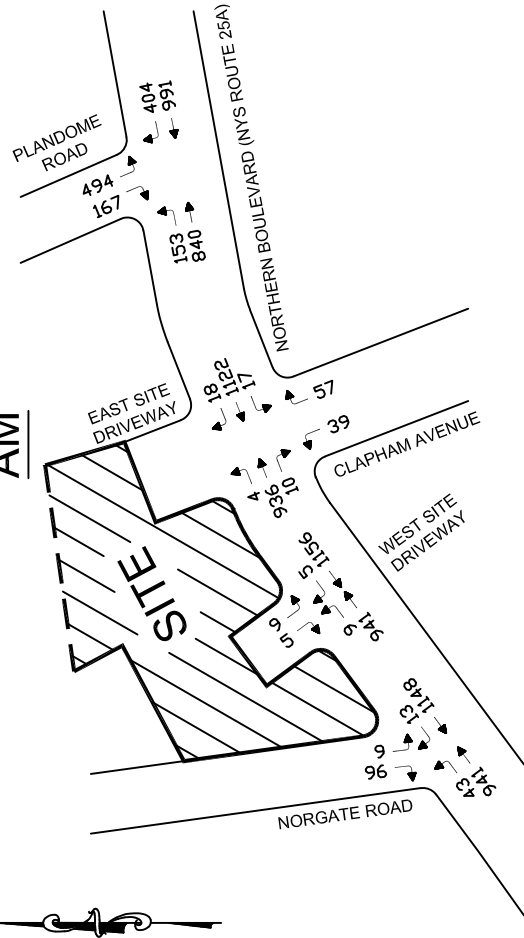 AM
PLANDOME
ROAD
404
991
494
167
153
840
NORTHERN BOULEVARD (NYS ROUTE 25A)
EAST SITE
DRIVEWAY
18
1122
17
57
39
4
936
10
CLAPHAM AVENUE
SITE
5
1156
WEST SITE
DRIVEWAY
6
5
9
941
13
1148
6
96
43
941
NORGATE ROAD
N